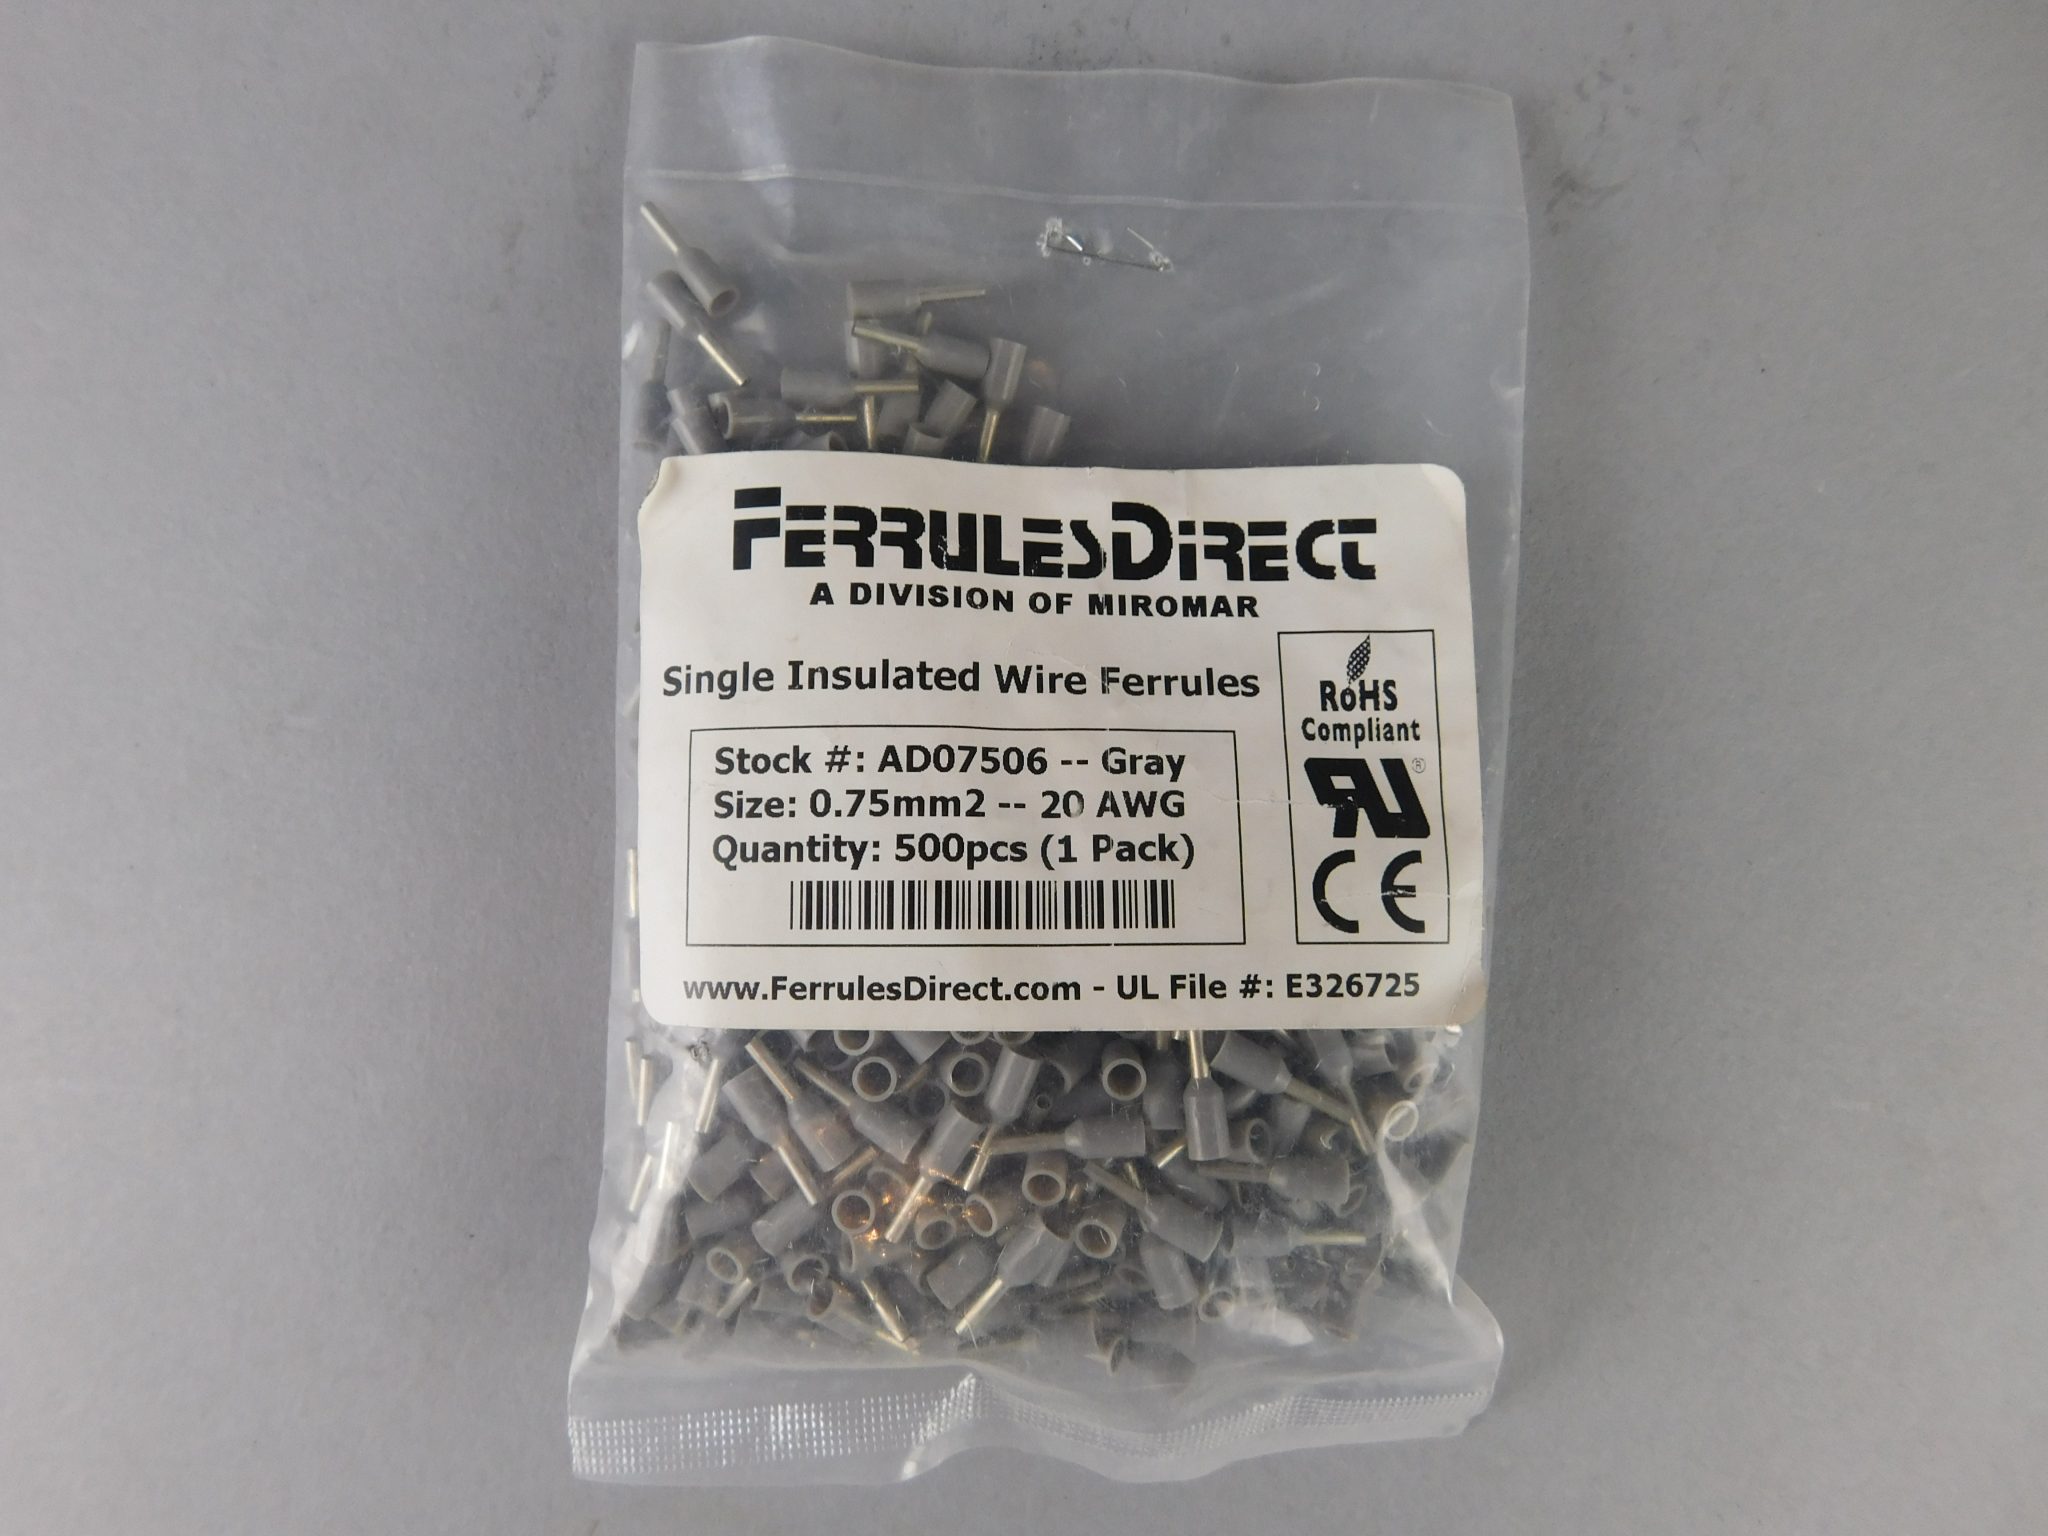 FERRULESDIRECT
A DIVISION OF MIROMAR
Single Insulated Wire Ferrules
RoHS
Compliant
Stock #: AD07506 -- Gray
Size: 0.75mm2 -- 20 AWG
Quantity: 500pcs (1 Pack)
RU®
CE
www.FerrulesDirect.com - UL File #: E326725